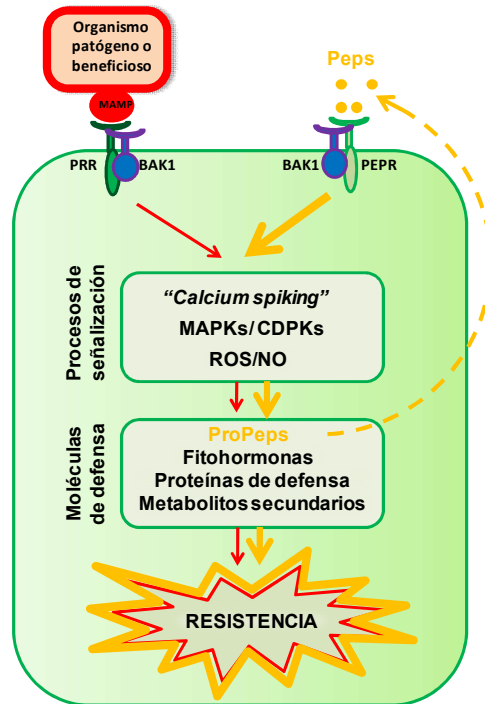 Organismo
patógeno o
beneficioso
MAMP
Peps
PRR
BAK1
BAK1
PEPR
Procesos de
señalización
“Calcium spiking”
MAPKs/CDPKs
ROS/NO
Moléculas
de defensa
ProPeps
Fitohormonas
Proteínas de defensa
Metabolitos secundarios
RESISTENCIA